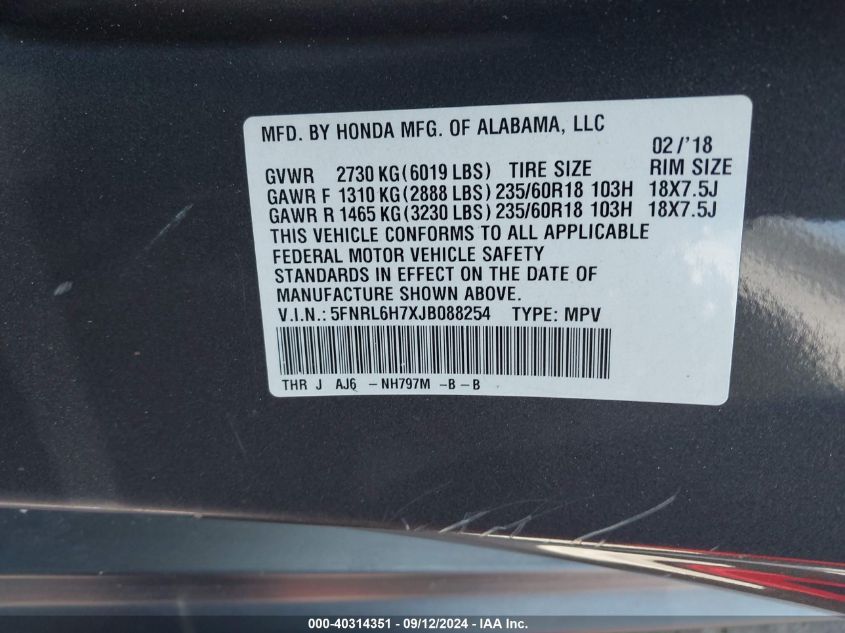 MFD. BY HONDA MFG. OF ALABAMA, LLC
02/'18
GVWR 2730 KG (6019 LBS) TIRE SIZE RIM SIZE
GAWR F 1310 KG (2888 LBS) 235/60R18 103H 18X7.5J
GAWR R 1465 KG (3230 LBS) 235/60R18 103H 18X7.5J
THIS VEHICLE CONFORMS TO ALL APPLICABLE
FEDERAL MOTOR VEHICLE SAFETY
STANDARDS IN EFFECT ON THE DATE OF
MANUFACTURE SHOWN ABOVE.
V.I.N.: 5FNRL6H7XJB088254 TYPE: MPV
THR J AJ6 - NH797M -B - B
000-40314351 - 09/12/2024 - IAA Inc.